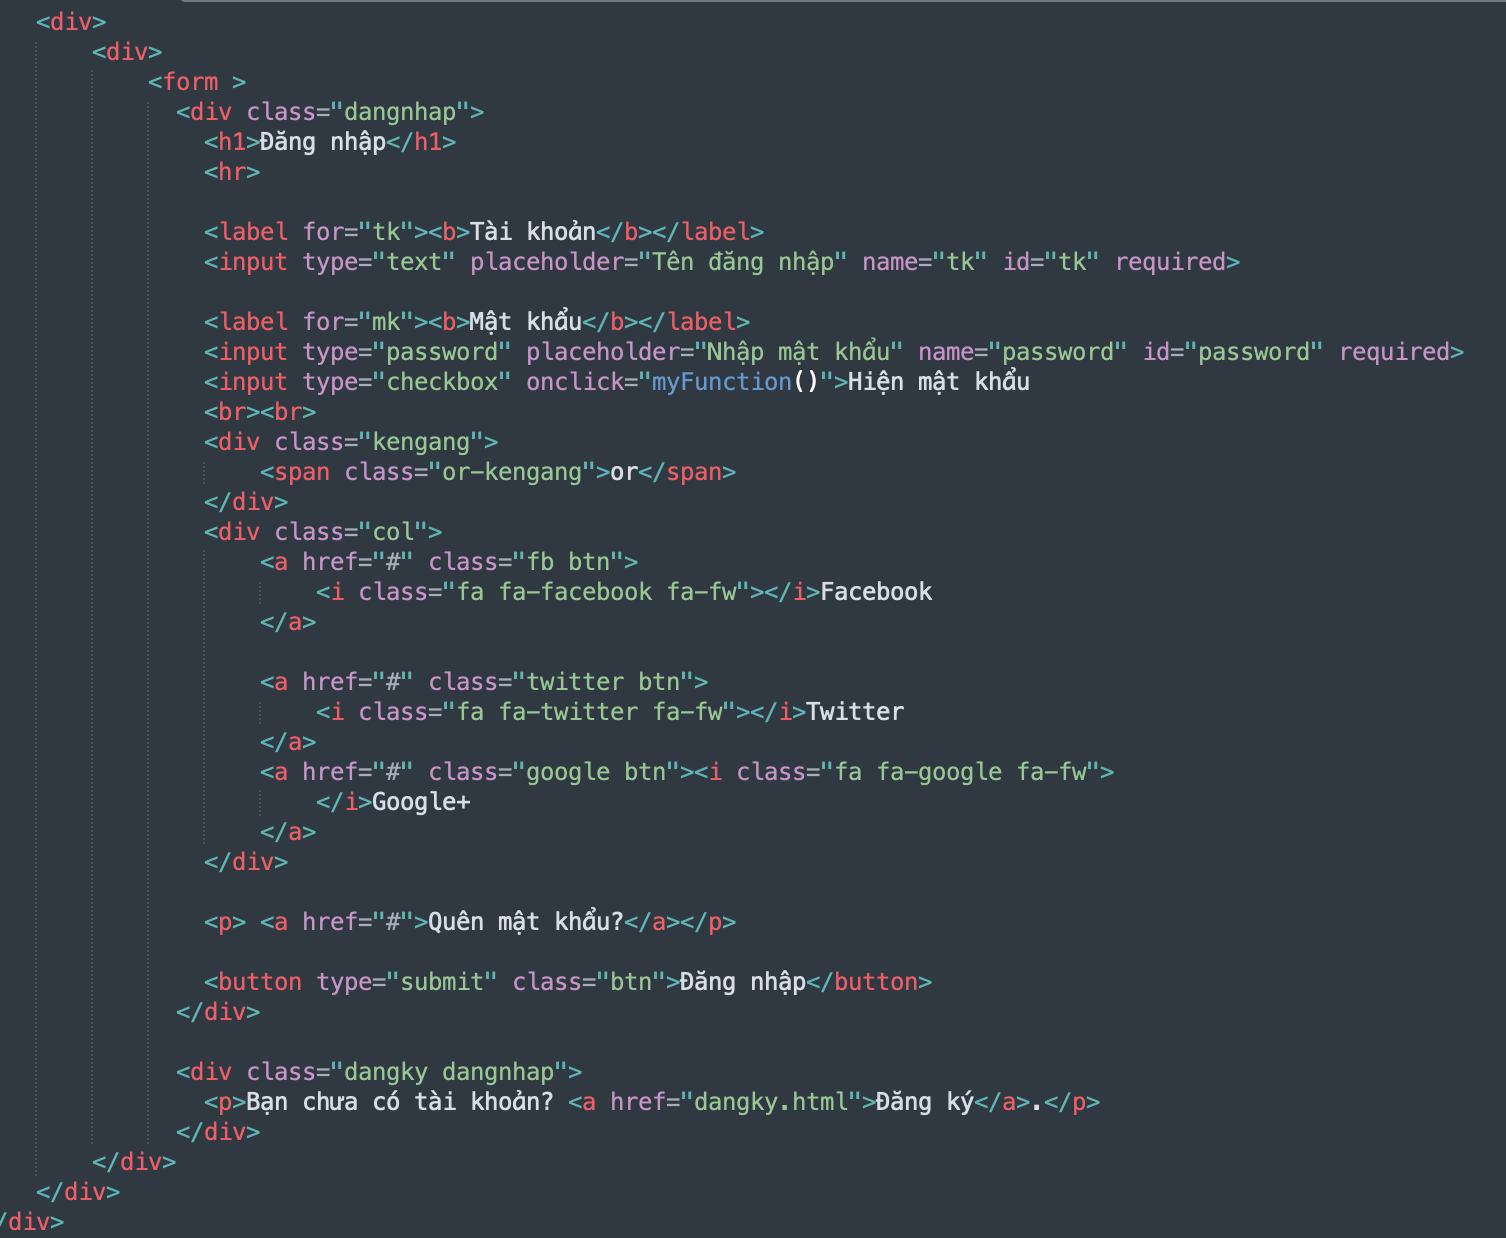 <div>
<div>
<form >
<div class="dangnhap">
<h1>Đăng nhập</h1>
<hr>
<label for="tk"><b>Tài khoản</b></label>
<input type="text" placeholder="Tên đăng nhập" name="tk" id="tk" required>
<label for="mk"><b>Mật khẩu</b></label>
<input type="password" placeholder="Nhập mật khẩu" name="password" id="password" required>
<input type="checkbox" onclick="myFunction()">Hiện mật khẩu
<br><br>
<div class="kengang">
<span class="or-kengang">or</span>
</div>
<div class="col">
<a href="#" class="fb btn">
<i class="fa fa-facebook fa-fw"></i>Facebook
</a>
<a href="#" class="twitter btn">
<i class="fa fa-twitter fa-fw"></i>Twitter
</a>
<a href="#" class="google btn"><i class="fa fa-google fa-fw">
</i>Google+
</a>
</div>
<p> <a href="#">Quên mật khẩu?</a></p>
<button type="submit" class="btn">Đăng nhập</button>
</div>
<div class="dangky dangnhap">
<p>Bạn chưa có tài khoản? <a href="dangky.html">Đăng ký</a>.</p>
</div>
</div>
</div>
/div>